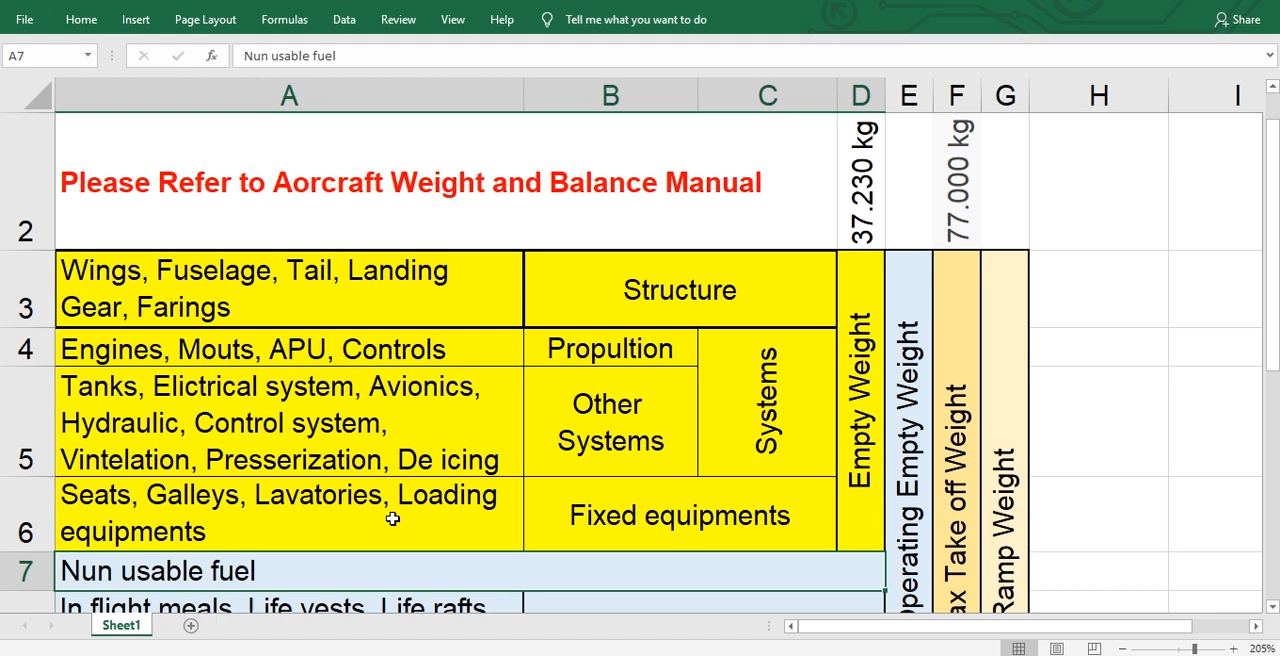 File Home Insert Page Layout Formulas Data Review View Help Tell me what you want to do Share
A7 fx Nun usable fuel
A B C D E F G H I
2 Please Refer to Aorcraft Weight and Balance Manual 37.230 kg 77.000 kg
3 Wings, Fuselage, Tail, Landing
Gear, Farings
Structure
4 Engines, Mouts, APU, Controls Propultion
5 Tanks, Elictrical system, Avionics,
Hydraulic, Control system,
Vintelation, Presserization, De icing
Other
Systems
Systems
6 Seats, Galleys, Lavatories, Loading
equipments
Fixed equipments
Empty Weight
Operating Empty Weight
ax Take off Weight
Ramp Weight
7 Nun usable fuel
In flight meals, Life vests, Life rafts
Sheet1
205%